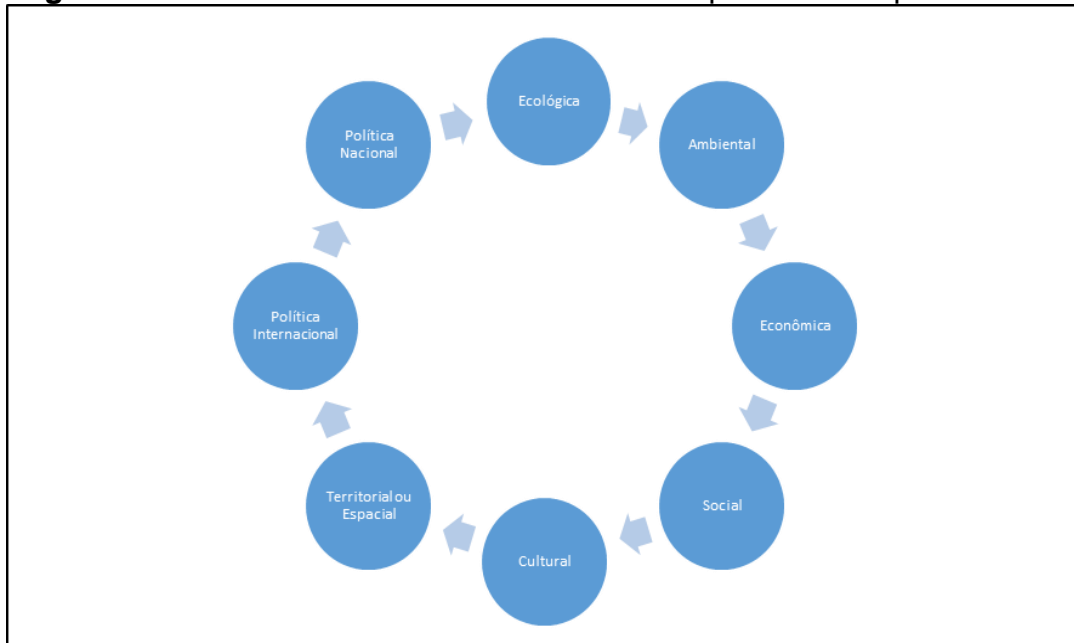 Ecológica
Ambiental
Econômica
Social
Cultural
Territorial ou
Espacial
Política
Internacional
Política
Nacional